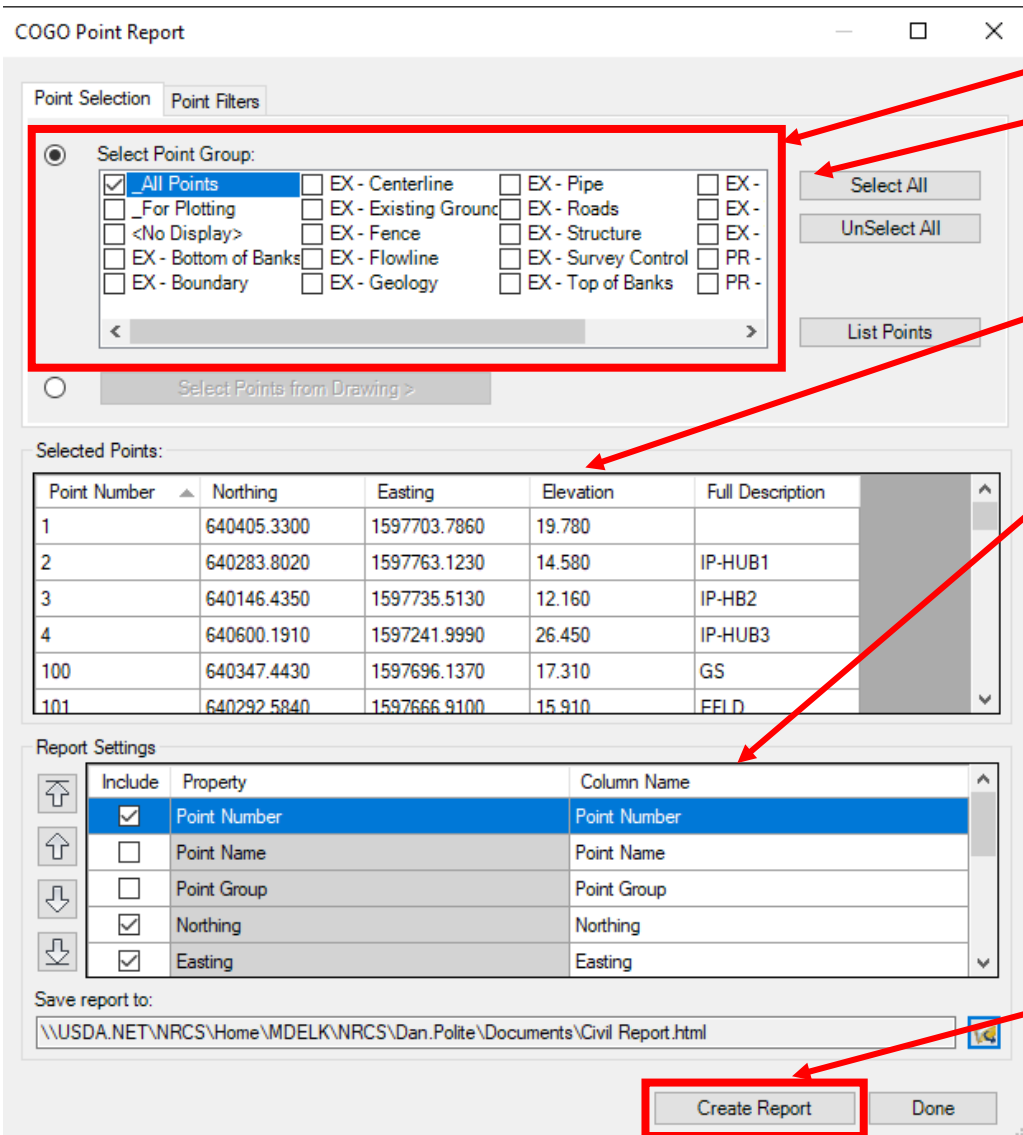 COGO Point Report
Point Selection Point Filters
Select Point Group:
_All Points EX - Centerline EX - Pipe EX -
_For Plotting EX - Existing Ground EX - Roads EX -
<No Display> EX - Fence EX - Structure EX -
EX - Bottom of Banks EX - Flowline EX - Survey Control PR -
EX - Boundary EX - Geology EX - Top of Banks PR -
Select All
UnSelect All
List Points
Select Points from Drawing >
Selected Points:
Point Number Northing Easting Elevation Full Description
1 640405.3300 1597703.7860 19.780
2 640283.8020 1597763.1230 14.580 IP-HUB1
3 640146.4350 1597735.5130 12.160 IP-HB2
4 640600.1910 1597241.9990 26.450 IP-HUB3
100 640347.4430 1597696.1370 17.310 GS
101 640292.5840 1597666.9100 15.910
Report Settings
Include Property Column Name
Point Number Point Number
Point Name Point Name
Point Group Point Group
Northing Northing
Easting Easting
Save report to:
\\USDA.NET\NRCS\Home\MDELK\NRCS\Dan.Polite\Documents\Civil Report.html
Create Report Done